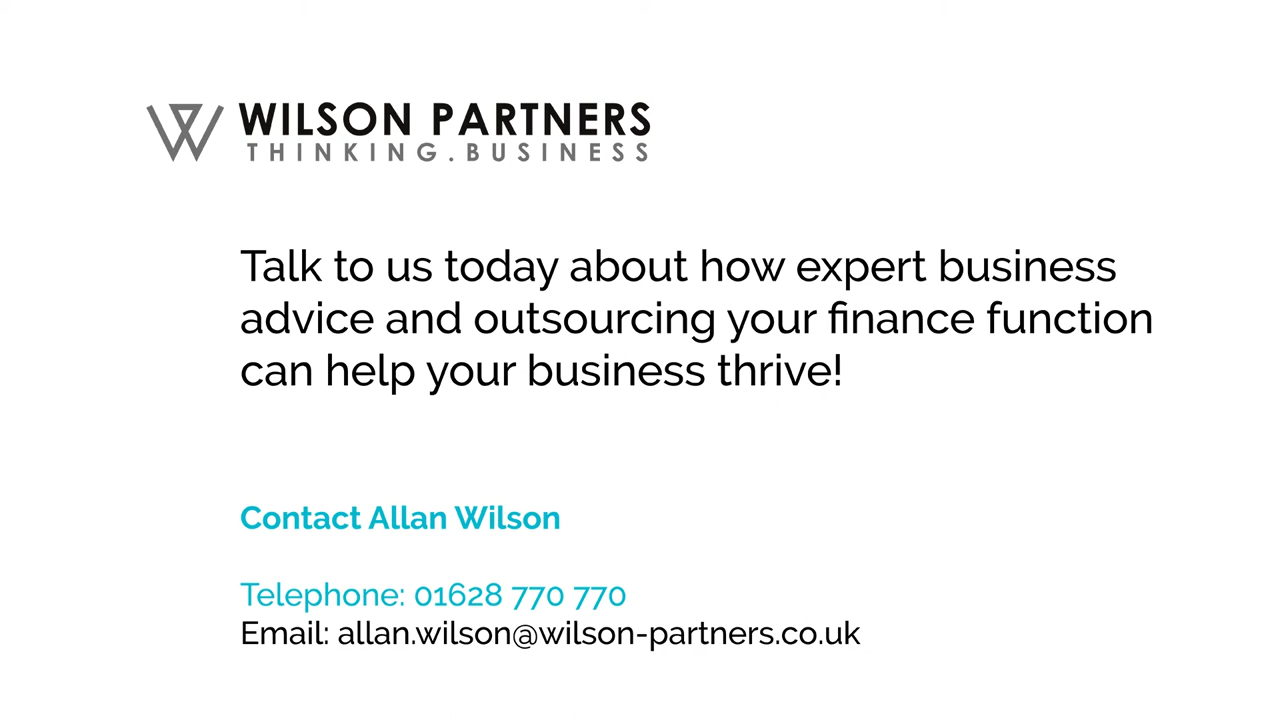 WILSON PARTNERS
THINKING.BUSINESS
Talk to us today about how expert business
advice and outsourcing your finance function
can help your business thrive!
Contact Allan Wilson
Telephone: 01628 770 770
Email: allan.wilson@wilson-partners.co.uk